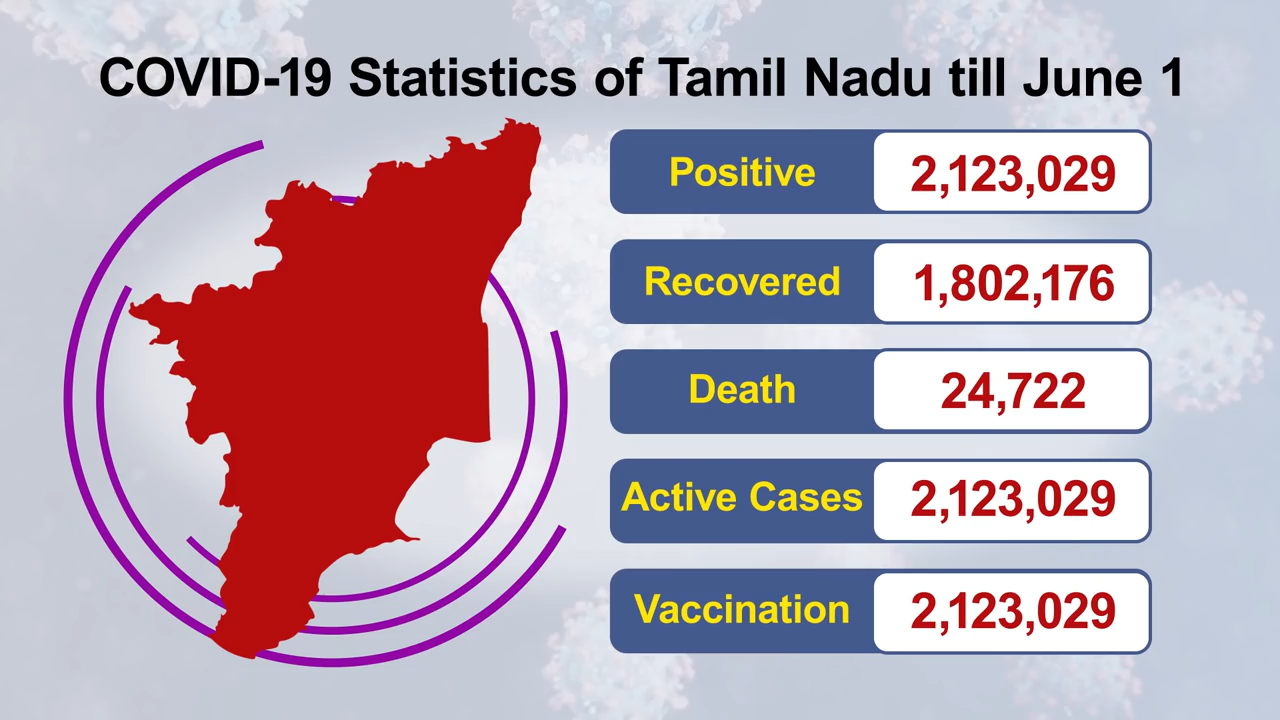 COVID-19 Statistics of Tamil Nadu till June 1
Positive 2,123,029
Recovered 1,802,176
Death 24,722
Active Cases 2,123,029
Vaccination 2,123,029